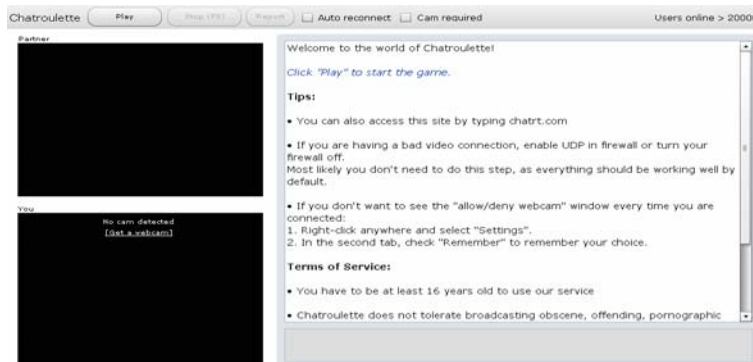 Chatroulette Play Stop (F9) Report Auto reconnect Cam required Users online > 2000
Partner
You
No cam detected
[Get a webcam]
Welcome to the world of Chatroulette!
Click "Play" to start the game.
Tips:
• You can also access this site by typing chatrt.com
• If you are having a bad video connection, enable UDP in firewall or turn your
firewall off.
Most likely you don't need to do this step, as everything should be working well by
default.
• If you don't want to see the "allow/deny webcam" window every time you are
connected:
1. Right-click anywhere and select "Settings".
2. In the second tab, check "Remember" to remember your choice.
Terms of Service:
• You have to be at least 16 years old to use our service
• Chatroulette does not tolerate broadcasting obscene, offending, pornographic